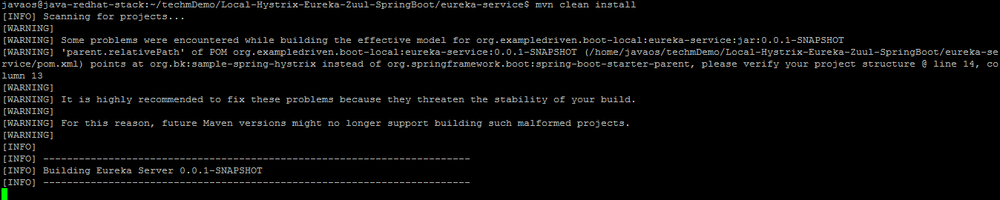 javaos@java-redhat-stack:~/techmDemo/Local-Hystrix-Eureka-Zuul-SpringBoot/eureka-service$ mvn clean install
[INFO] Scanning for projects...
[WARNING]
[WARNING] Some problems were encountered while building the effective model for org.exampledriven.boot-local:eureka-service:jar:0.0.1-SNAPSHOT
[WARNING] 'parent.relativePath' of POM org.exampledriven.boot-local:eureka-service:0.0.1-SNAPSHOT (/home/javaos/techmDemo/Local-Hystrix-Eureka-Zuul-SpringBoot/eureka-se
rvice/pom.xml) points at org.bk:sample-spring-hystrix instead of org.springframework.boot:spring-boot-starter-parent, please verify your project structure @ line 14, co
lumn 13
[WARNING]
[WARNING] It is highly recommended to fix these problems because they threaten the stability of your build.
[WARNING]
[WARNING] For this reason, future Maven versions might no longer support building such malformed projects.
[WARNING]
[INFO]
[INFO] ------------------------------------------------------------------------
[INFO] Building Eureka Server 0.0.1-SNAPSHOT
[INFO] ------------------------------------------------------------------------